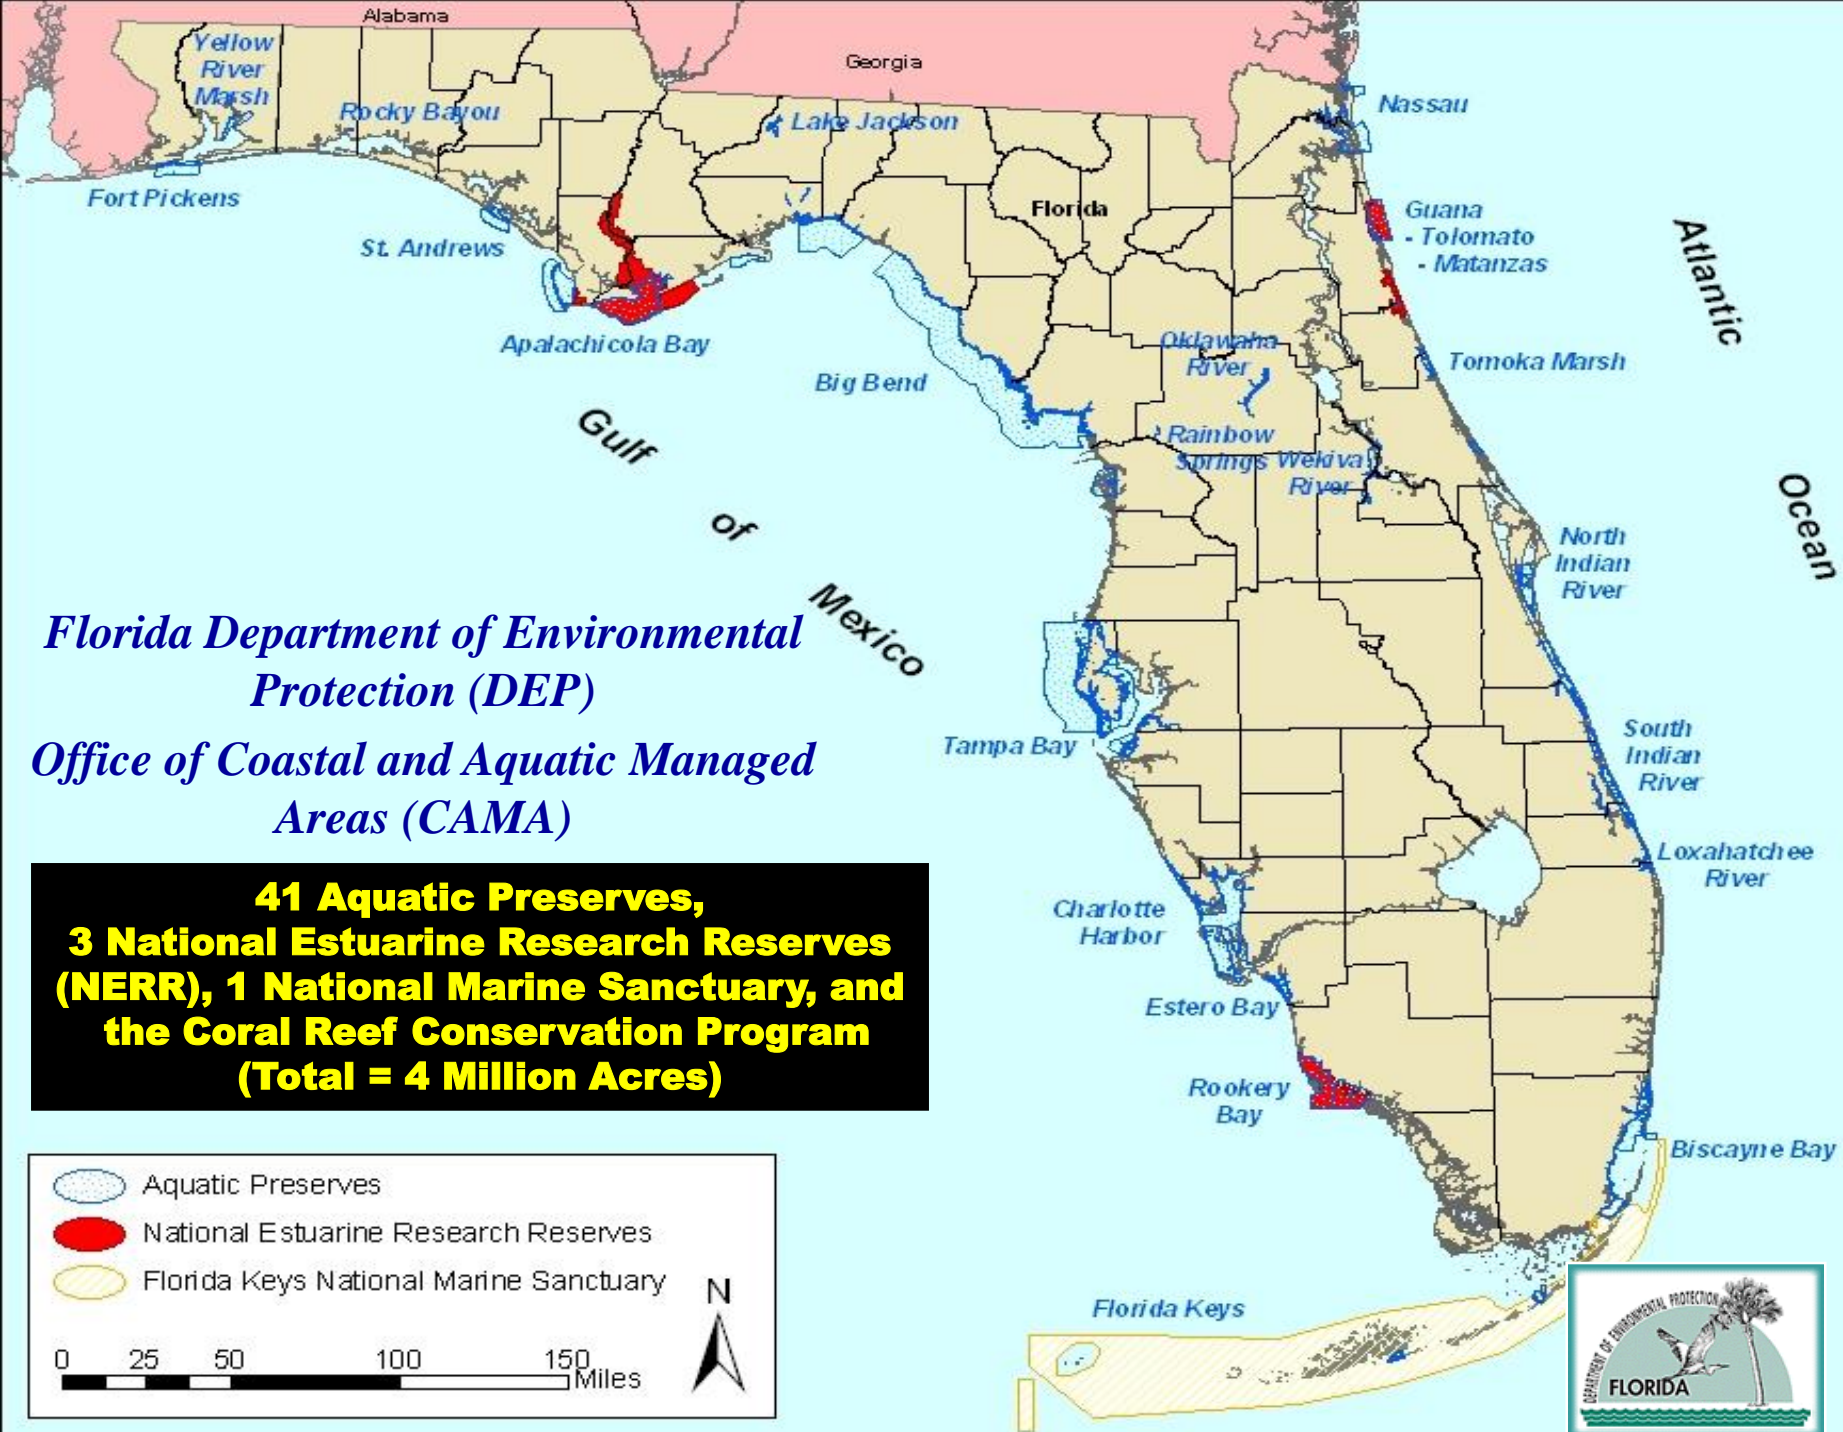 Alabama
Georgia
Yellow
River
Marsh
Rocky Bayou
Lake Jackson
Nassau
Fort Pickens
St. Andrews
Florida
Guana
- Tolomato
- Matanzas
Atlantic
Ocean
Apalachicola Bay
Big Bend
Oklawaha
River
Tomoka Marsh
Gulf
of
Mexico
Rainbow
Springs
Wekiva
River
North
Indian
River
Florida Department of Environmental
Protection (DEP)
Office of Coastal and Aquatic Managed
Areas (CAMA)
Tampa Bay
South
Indian
River
Loxahatchee
River
41 Aquatic Preserves,
3 National Estuarine Research Reserves
(NERR), 1 National Marine Sanctuary, and
the Coral Reef Conservation Program
(Total = 4 Million Acres)
Charlotte
Harbor
Estero Bay
Rookery
Bay
Biscayne Bay
Florida Keys
Aquatic Preserves
National Estuarine Research Reserves
Florida Keys National Marine Sanctuary
N
0 25 50 100 150
Miles
DEPARTMENT OF ENVIRONMENTAL PROTECTION
FLORIDA